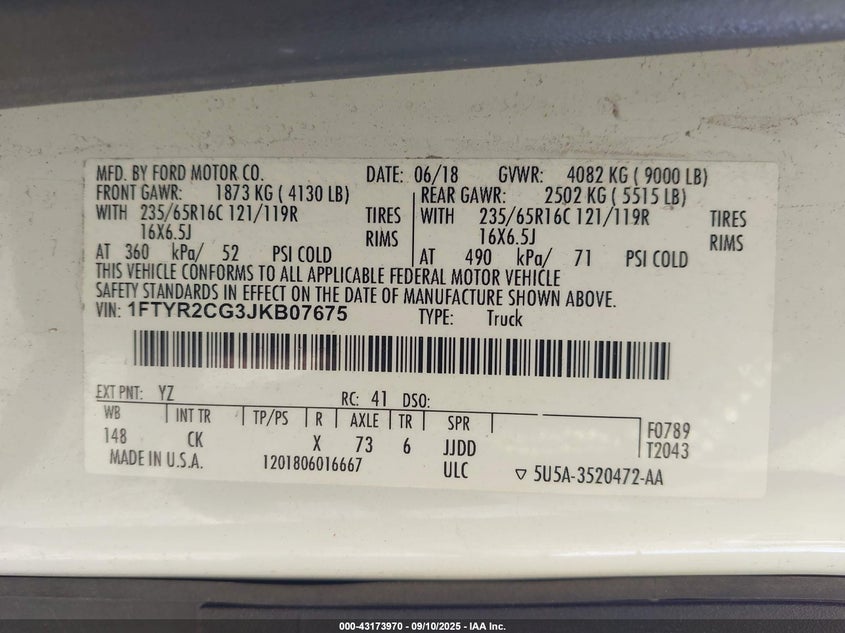 MFD. BY FORD MOTOR CO. DATE: 06/18 GVWR: 4082 KG ( 9000 LB)
FRONT GAWR: 1873 KG ( 4130 LB) REAR GAWR: 2502 KG ( 5515 LB)
WITH 235/65R16C 121/119R TIRES WITH 235/65R16C 121/119R TIRES
16X6.5J RIMS 16X6.5J RIMS
AT 360 kPa/ 52 PSI COLD AT 490 kPa/ 71 PSI COLD
THIS VEHICLE CONFORMS TO ALL APPLICABLE FEDERAL MOTOR VEHICLE
SAFETY STANDARDS IN EFFECT ON THE DATE OF MANUFACTURE SHOWN ABOVE.
VIN: 1FTYR2CG3JKB07675 TYPE: Truck
EXT PNT: YZ RC: 41 DSO:
WB INT TR TP/PS R AXLE TR SPR F0789
148 CK X 73 6 JJDD T2043
MADE IN U.S.A. 1201806016667 ULC ▽ 5U5A-3520472-AA
000-43173970 - 09/10/2025 - IAA Inc.